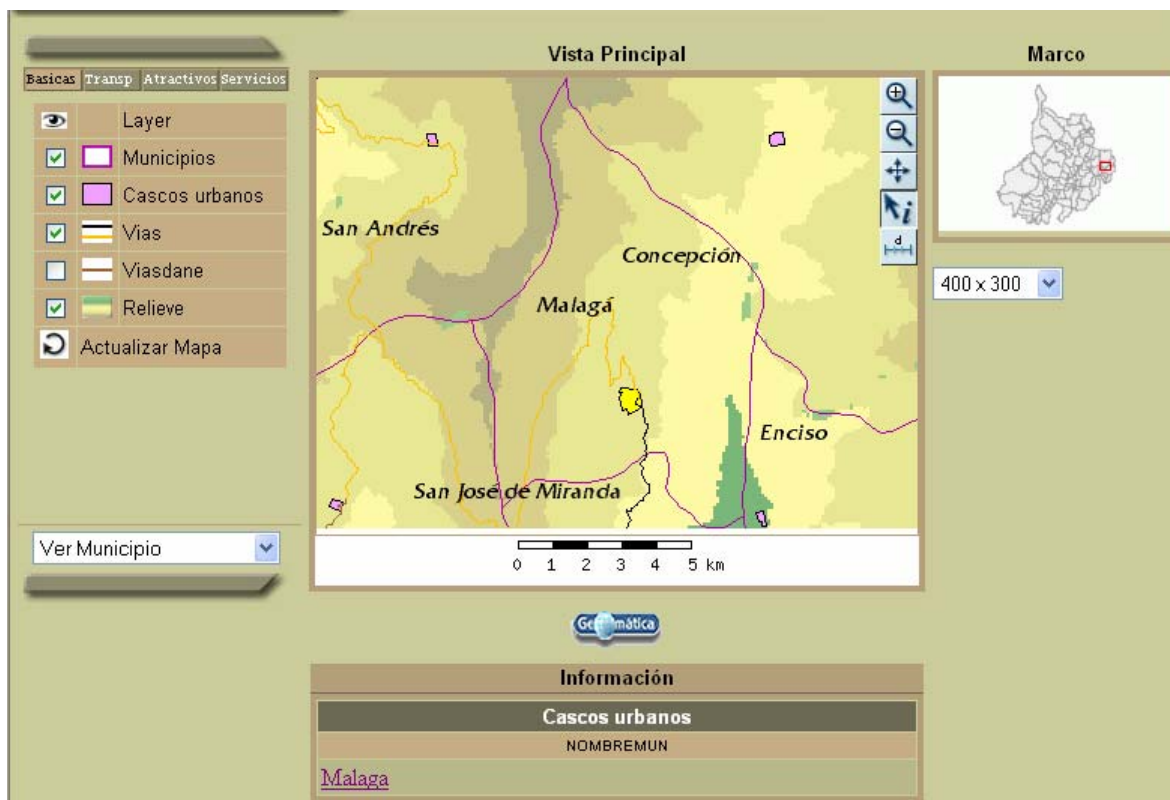 Vista Principal
Marco
Basicas Transp Atractivos Servicios
Layer
Municipios
Cascos urbanos
Vias
Viasdane
Relieve
Actualizar Mapa
Ver Municipio
San Andrés
Concepción
Malagá
Enciso
San José de Miranda
i
d
400 x 300
0 1 2 3 4 5 km
Geomática
Información
Cascos urbanos
NOMBREMUN
Malaga